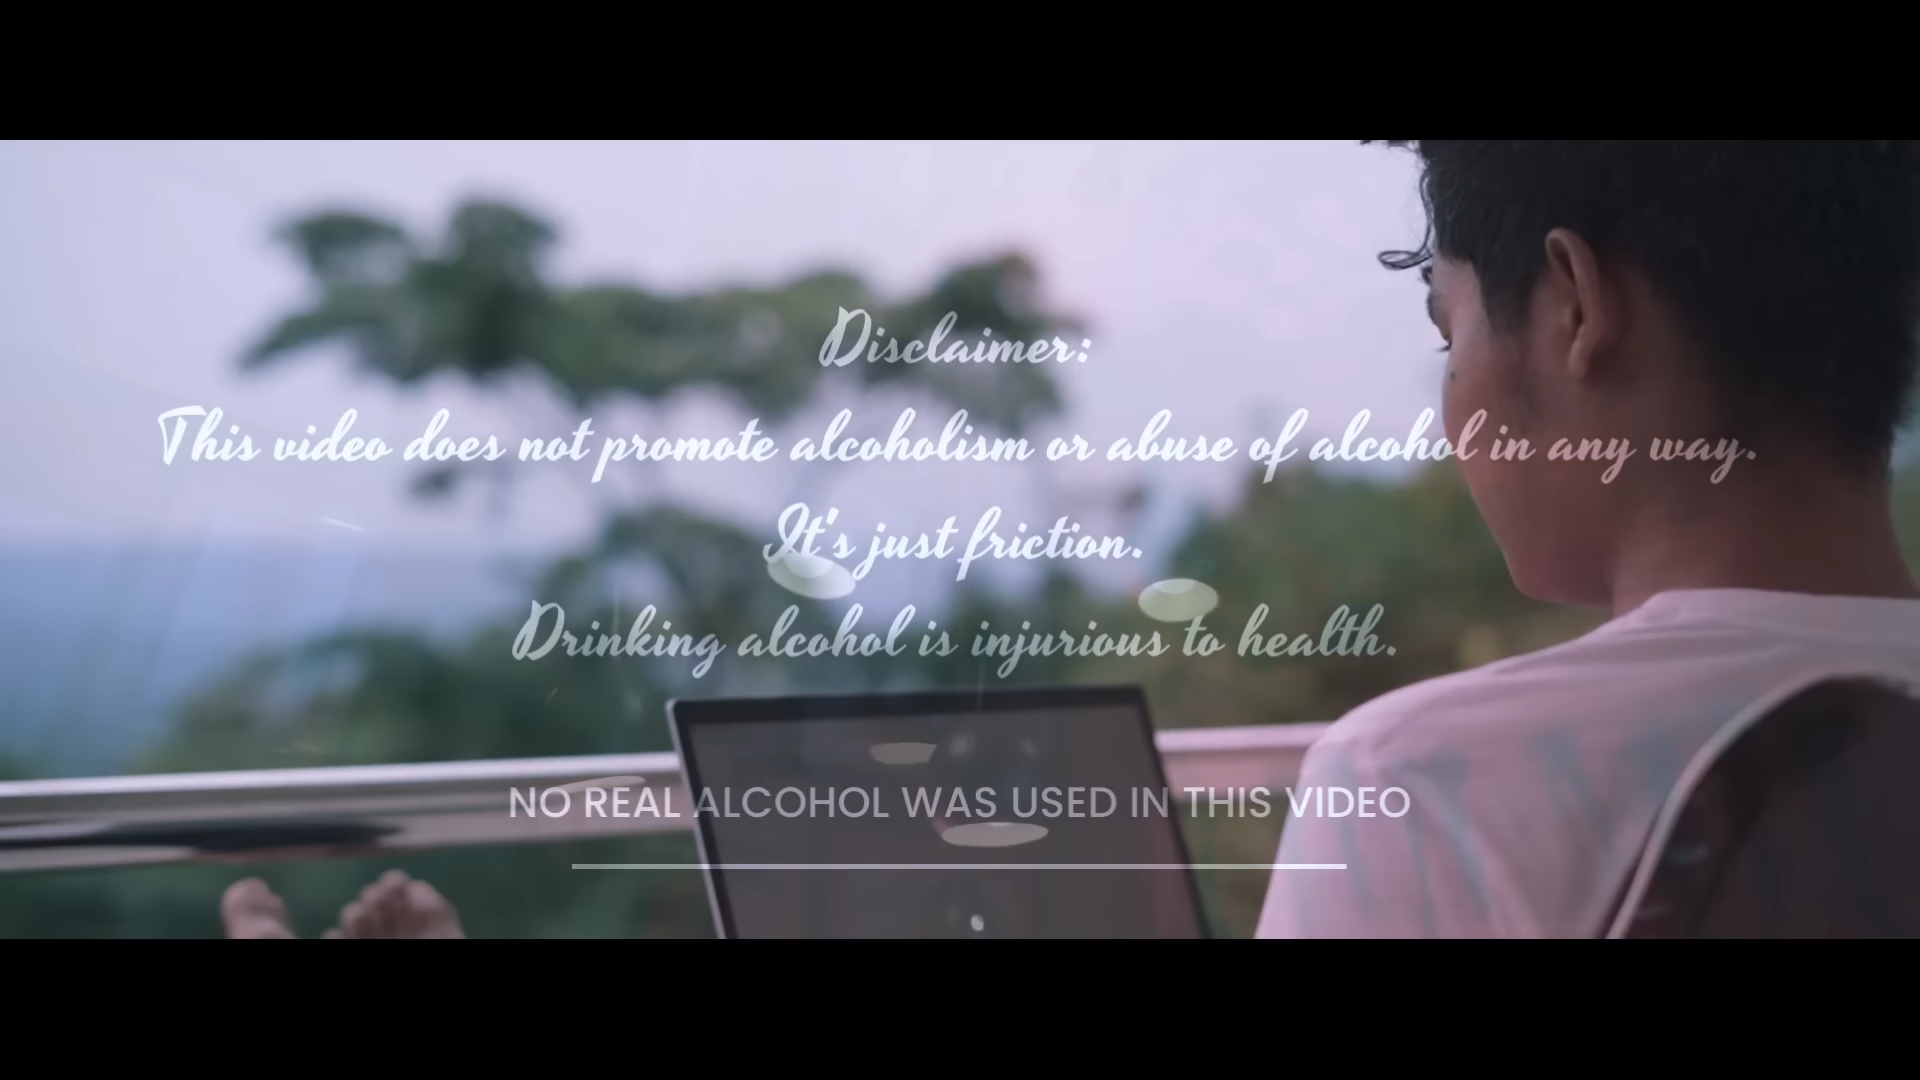 Disclaimer:
This video does not promote alcoholism or abuse of alcohol in any way.
It's just friction.
Drinking alcohol is injurious to health.
NO REAL ALCOHOL WAS USED IN THIS VIDEO